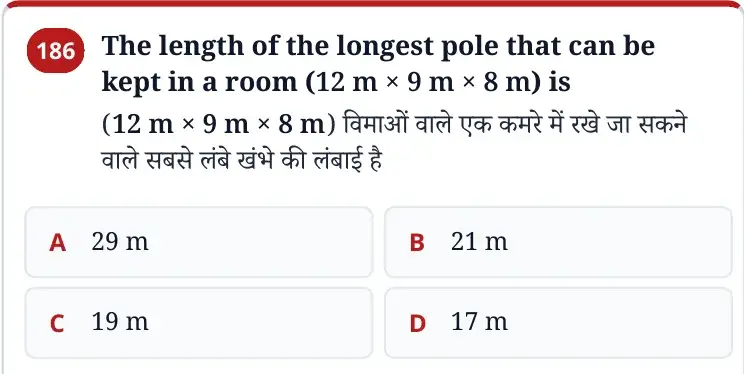 186 The length of the longest pole that can be
kept in a room (12 m × 9 m × 8 m) is
(12 m × 9 m × 8 m) विमाओं वाले एक कमरे में रखे जा सकने
वाले सबसे लंबे खंभे की लंबाई है
A 29 m B 21 m
C 19 m D 17 m